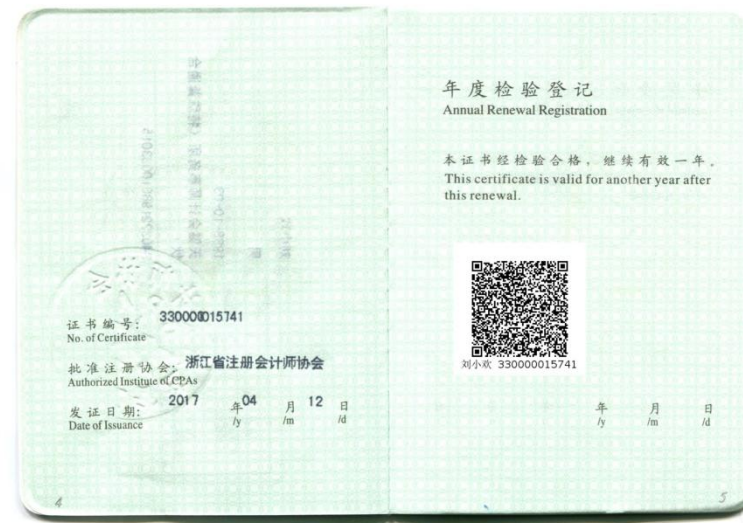 证书编号: 330000015741
No. of Certificate
批准注册协会: 浙江省注册会计师协会
Authorized Institute of CPAs
发证日期: 2017 年 04 月 12 日
Date of Issuance /y /m /d
4
年度检验登记
Annual Renewal Registration
本证书经检验合格，继续有效一年。
This certificate is valid for another year after
this renewal.
刘小欢 330000015741
年 月 日
/y /m /d
5